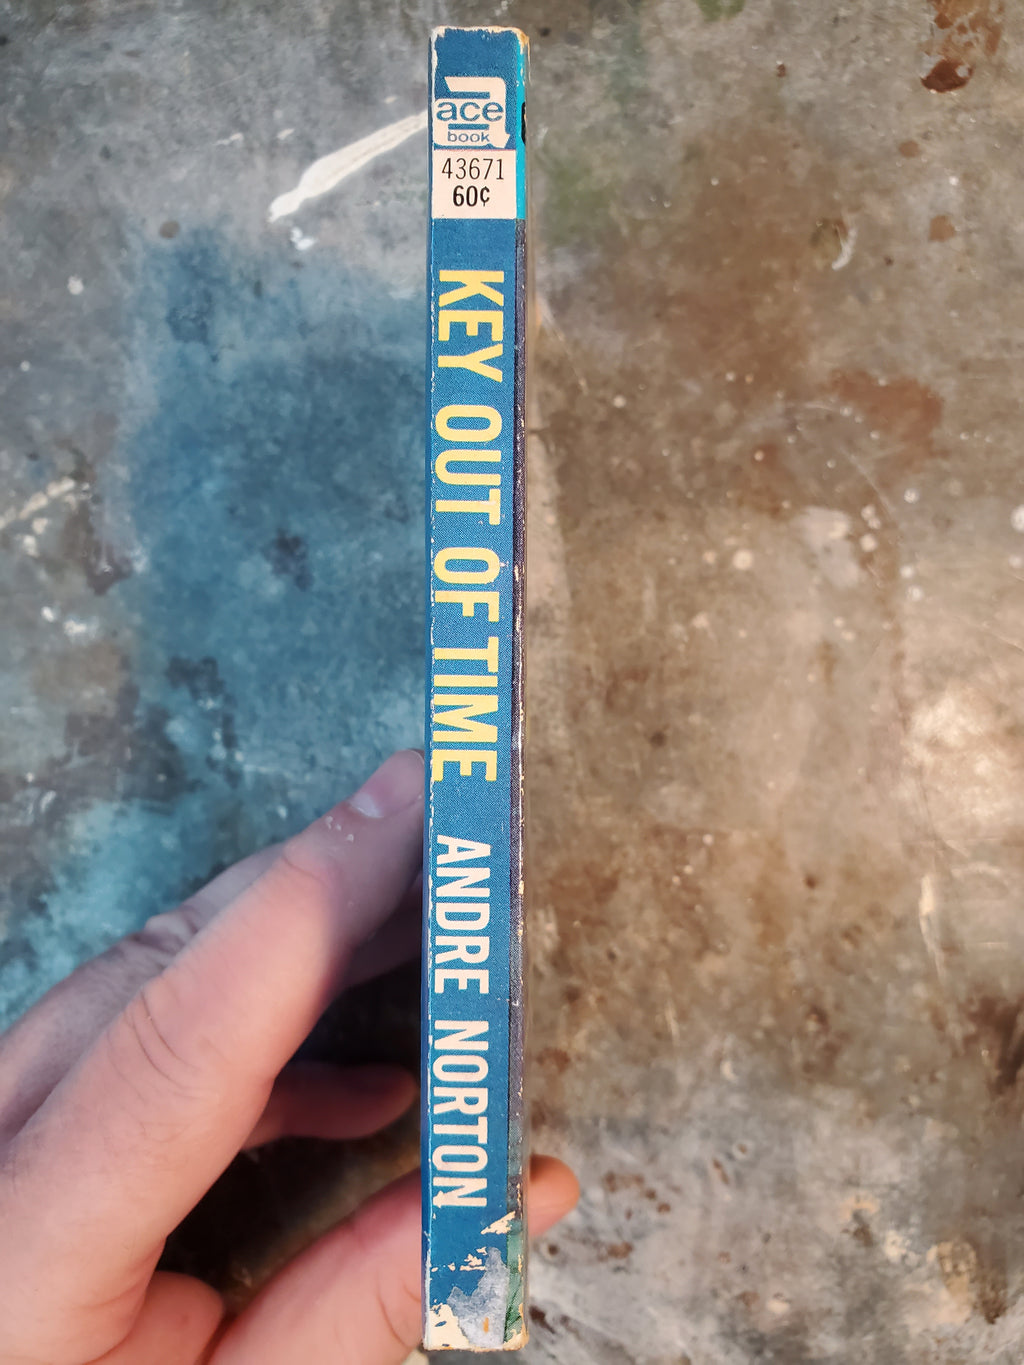 ace
book
43671
60¢
KEY OUT OF TIME ANDRE NORTON